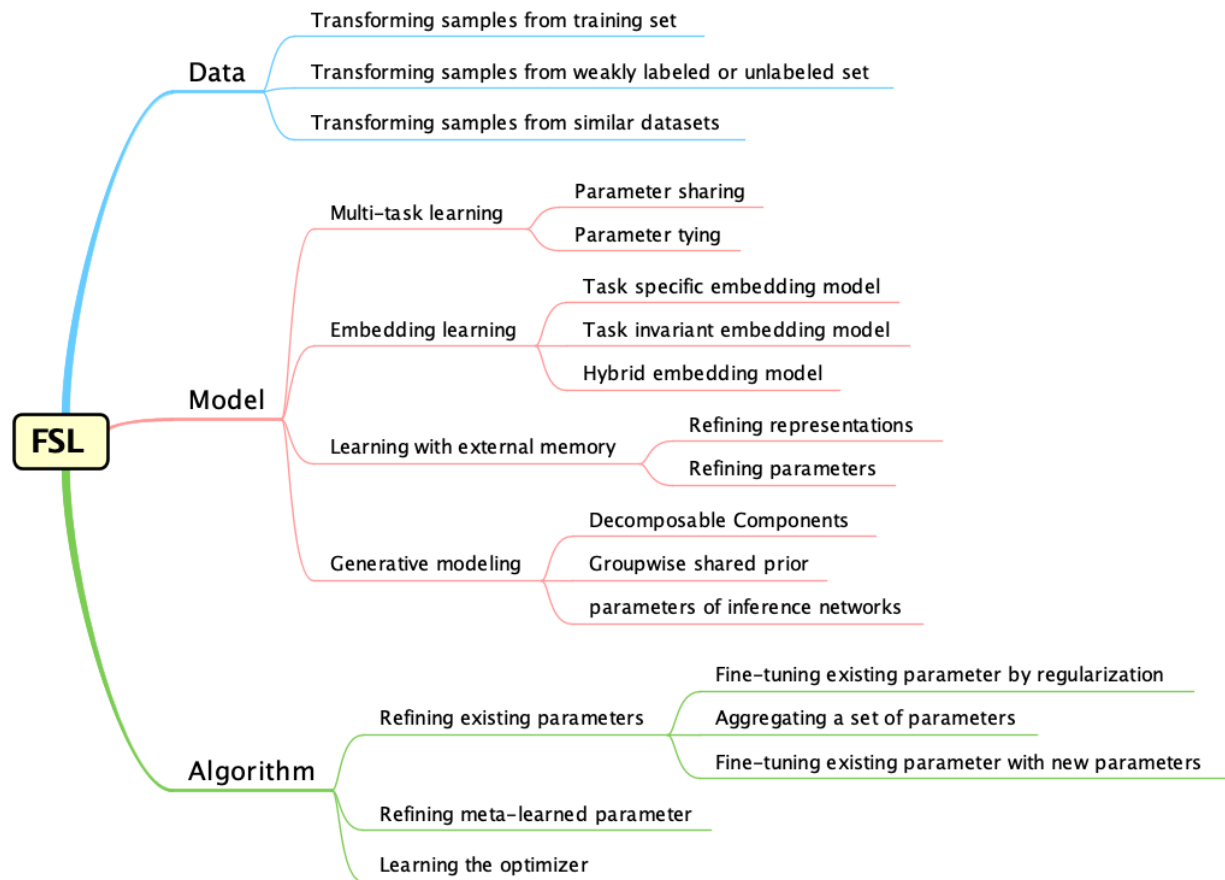 FSL
Data
Transforming samples from training set
Transforming samples from weakly labeled or unlabeled set
Transforming samples from similar datasets
Model
Multi-task learning
Parameter sharing
Parameter tying
Embedding learning
Task specific embedding model
Task invariant embedding model
Hybrid embedding model
Learning with external memory
Refining representations
Refining parameters
Generative modeling
Decomposable Components
Groupwise shared prior
parameters of inference networks
Algorithm
Refining existing parameters
Fine-tuning existing parameter by regularization
Aggregating a set of parameters
Fine-tuning existing parameter with new parameters
Refining meta-learned parameter
Learning the optimizer